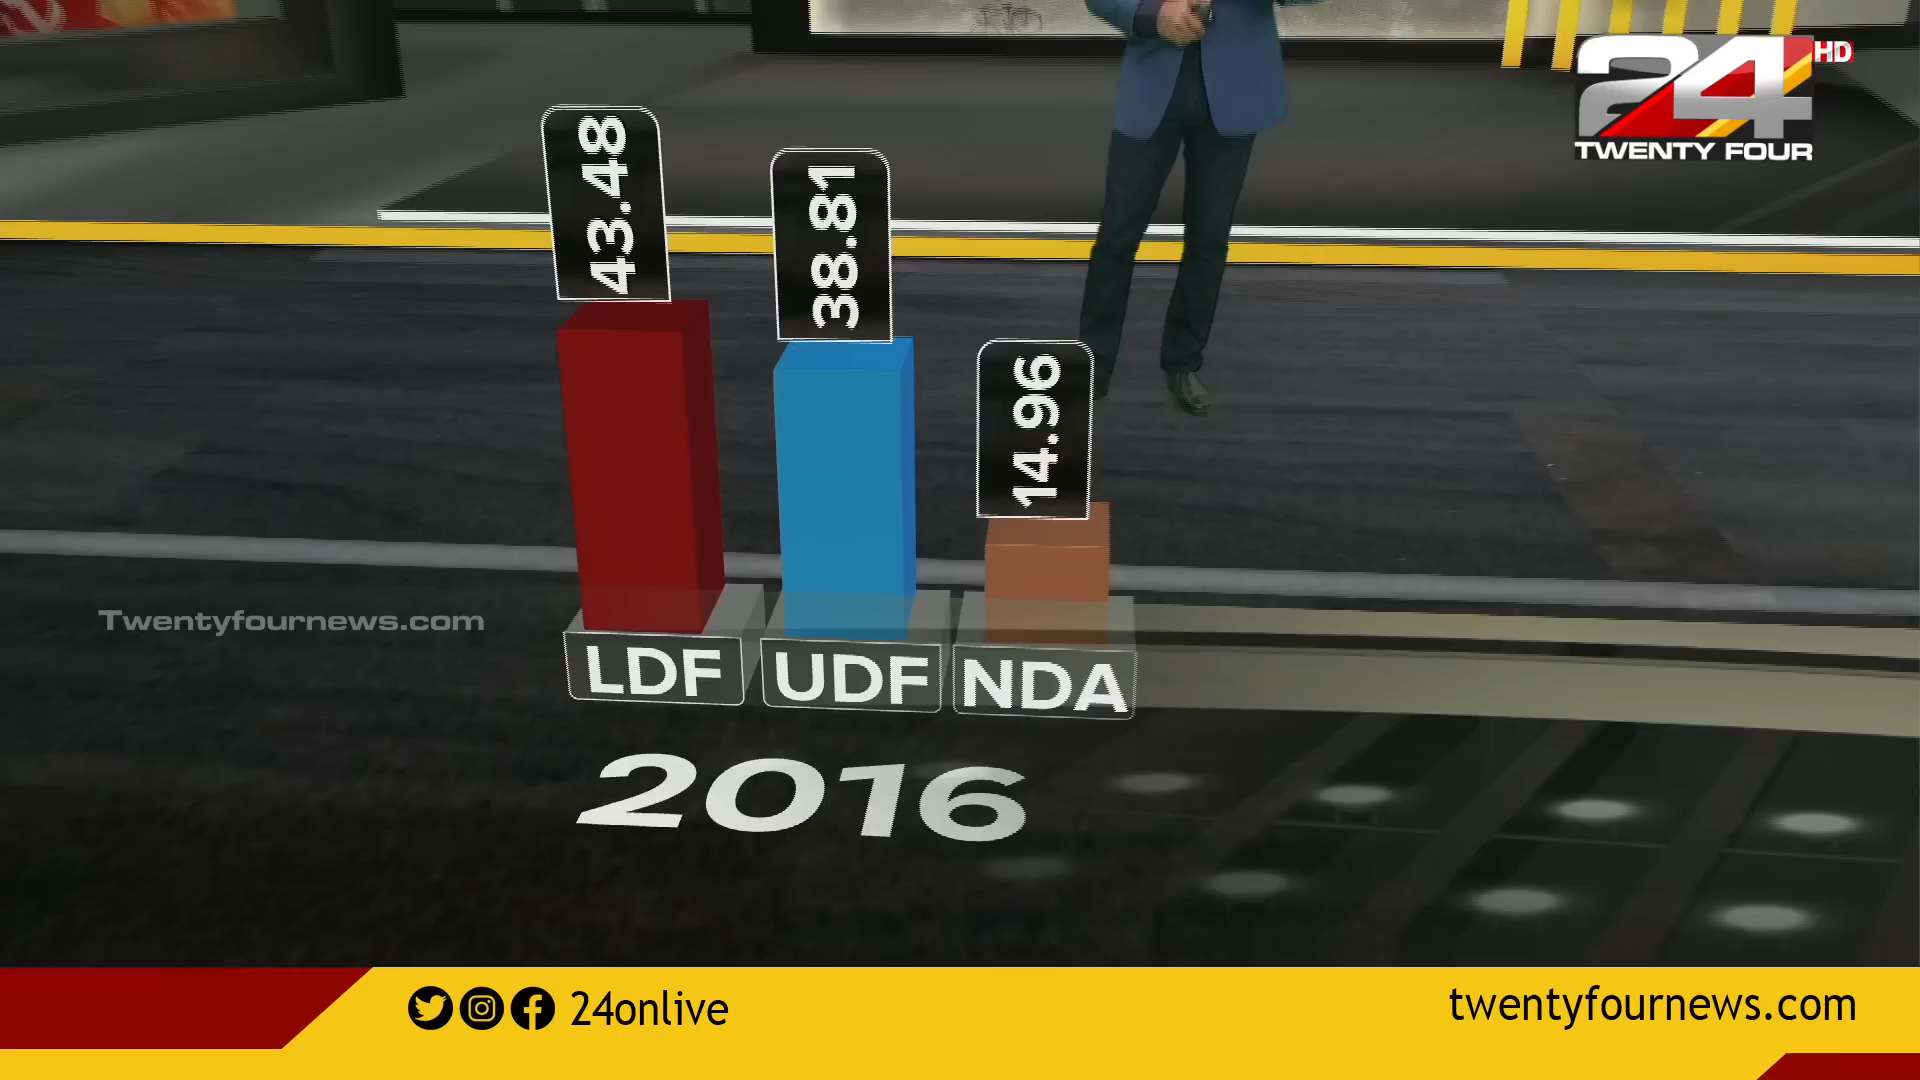 24
HD
TWENTY FOUR
43.48
38.81
14.96
Twentyfournews.com
LDF
UDF
NDA
2016
24onlive
twentyfournews.com